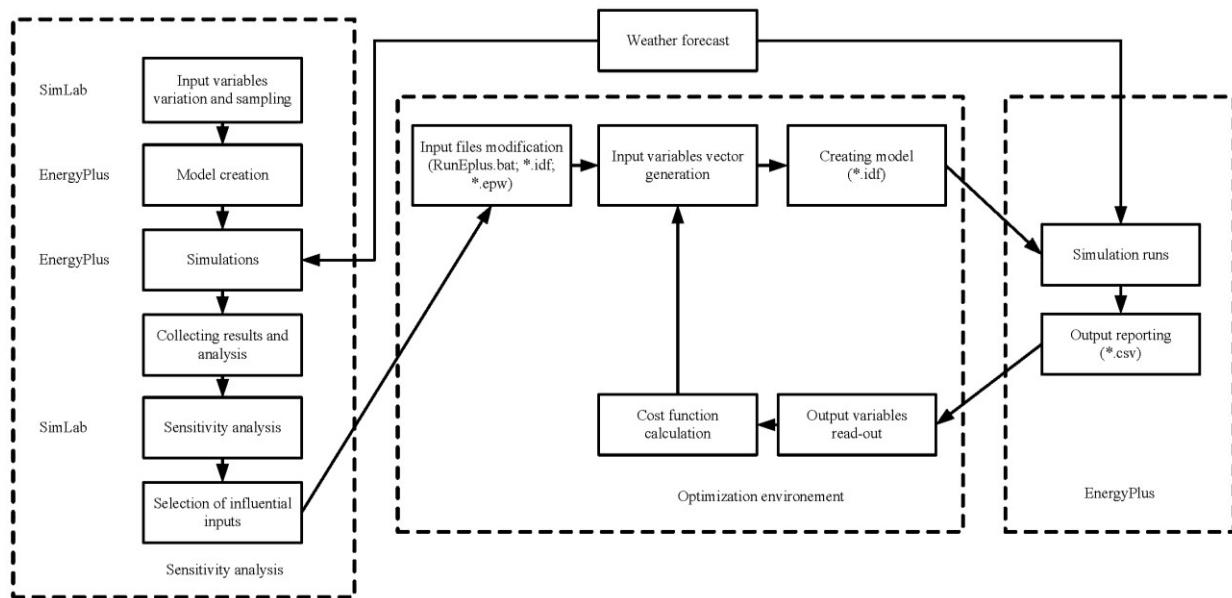 Weather forecast
SimLab
Input variables
variation and sampling
EnergyPlus
Model creation
EnergyPlus
Simulations
Collecting results and
analysis
SimLab
Sensitivity analysis
Selection of influential
inputs
Sensitivity analysis
Input files modification
(RunEplus.bat; *.idf;
*.epw)
Input variables vector
generation
Creating model
(*.idf)
Cost function
calculation
Output variables
read-out
Optimization environement
Simulation runs
Output reporting
(*.csv)
EnergyPlus